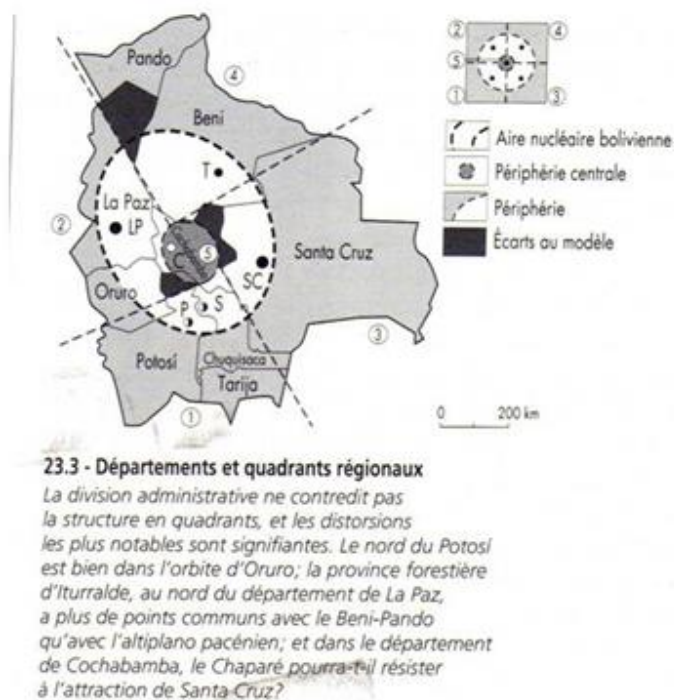 Pando
④
Beni
T
La Paz
LP
②
C
⑤
SC
Santa Cruz
Oruro
P
S
③
Potosí
Chuquisaca
Tarija
①
0 200 km
② ④
⑤
① ③
Aire nucléaire bolivienne
Périphérie centrale
Périphérie
Écarts au modèle
23.3 - Départements et quadrants régionaux
La division administrative ne contredit pas
la structure en quadrants, et les distorsions
les plus notables sont signifiantes. Le nord du Potosí
est bien dans l'orbite d'Oruro; la province forestière
d'Iturralde, au nord du département de La Paz,
a plus de points communs avec le Beni-Pando
qu'avec l'altiplano pacénien; et dans le département
de Cochabamba, le Chaparé pourra-t-il résister
à l'attraction de Santa Cruz?